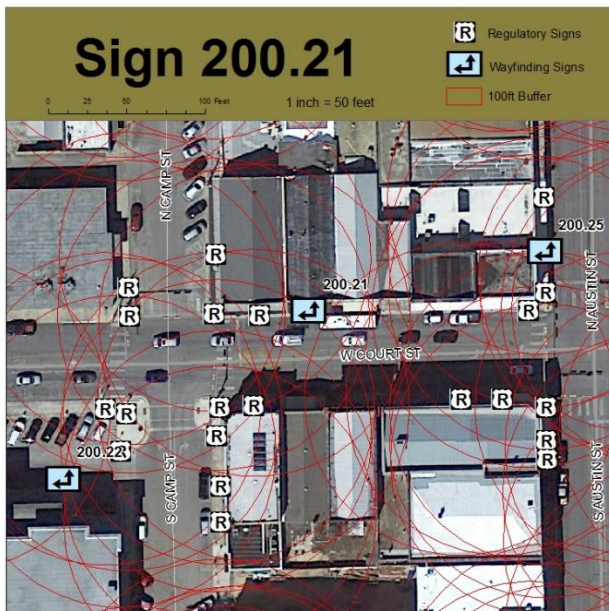 Sign 200.21
R Regulatory Signs
Wayfinding Signs
100ft Buffer
0 25 50 100 Feet
1 inch = 50 feet
N CAMP ST
R
200.25
R
200.21
N AUSTIN ST
R
R
R
R
R
R
W COURT ST
R
R
R
R
R
R
R
R
R
R
200.22
R
R
S CAMP ST
R
S AUSTIN ST
R